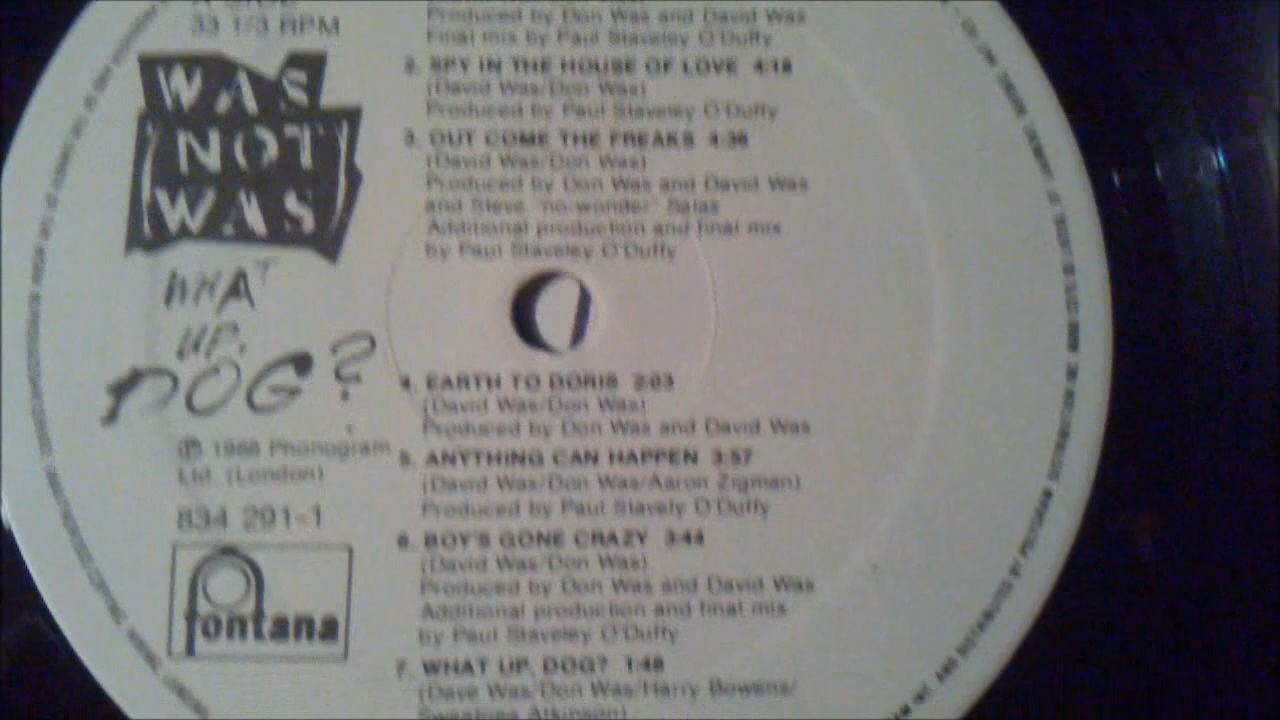 33 1/3 RPM
WAS
(NOT
WAS)
WHAT
UP,
DOG?
℗ 1988 Phonogram
Ltd. (London)
834 291-1
fontana
Produced by Don Was and David Was
Final mix by Paul Staveley O'Duffy
2. SPY IN THE HOUSE OF LOVE 4:18
(David Was/Don Was)
Produced by Paul Staveley O'Duffy
3. OUT COME THE FREAKS 4:36
(David Was/Don Was)
Produced by Don Was and David Was
and Steve "no-wonder" Salas
Additional production and final mix
by Paul Staveley O'Duffy
4. EARTH TO DORIS 2:03
(David Was/Don Was)
Produced by Don Was and David Was
5. ANYTHING CAN HAPPEN 3:57
(David Was/Don Was/Aaron Zigman)
Produced by Paul Stavely O'Duffy
6. BOY'S GONE CRAZY 3:44
(David Was/Don Was)
Produced by Don Was and David Was
Additional production and final mix
by Paul Staveley O'Duffy
7. WHAT UP, DOG? 1:48
(Dave Was/Don Was/Harry Bowens/
Sweetpea Atkinson)